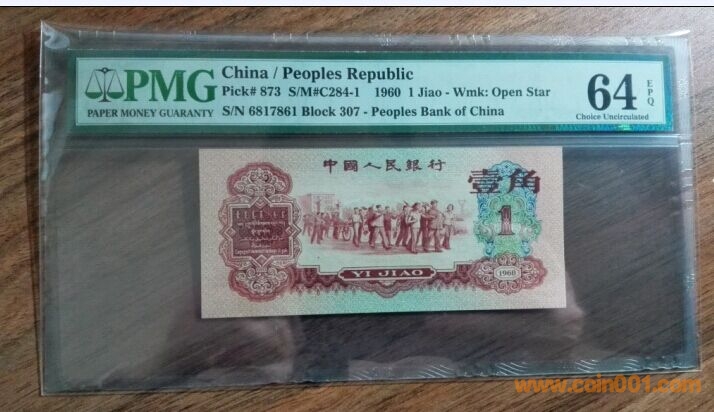 PMG
PAPER MONEY GUARANTY
China / Peoples Republic
Pick# 873 S/M#C284-1 1960 1 Jiao - Wmk: Open Star
S/N 6817861 Block 307 - Peoples Bank of China
64
EPQ
Choice Uncirculated
中國人民銀行
壹角
1
YI JIAO
1960
www.coin001.com